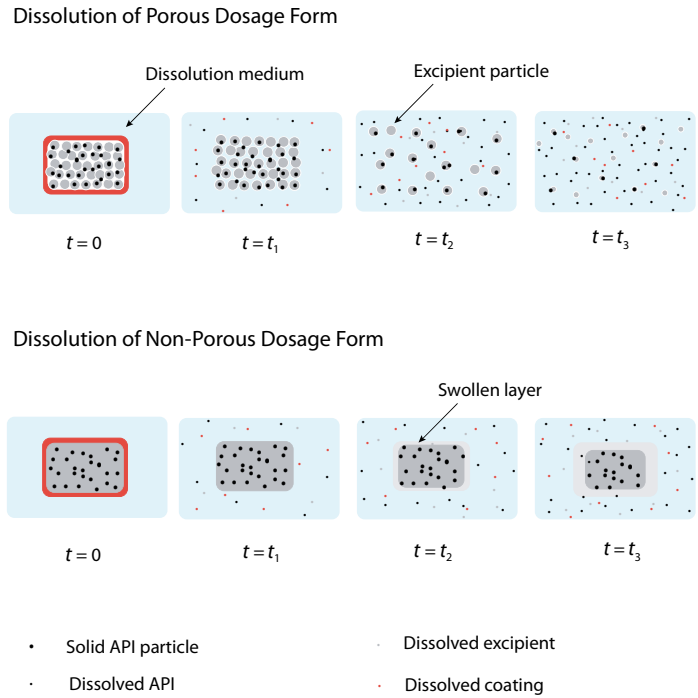 Dissolution of Porous Dosage Form
Dissolution medium
Excipient particle
t = 0
t = t1
t = t2
t = t3
Dissolution of Non-Porous Dosage Form
Swollen layer
t = 0
t = t1
t = t2
t = t3
Solid API particle
Dissolved excipient
Dissolved API
Dissolved coating